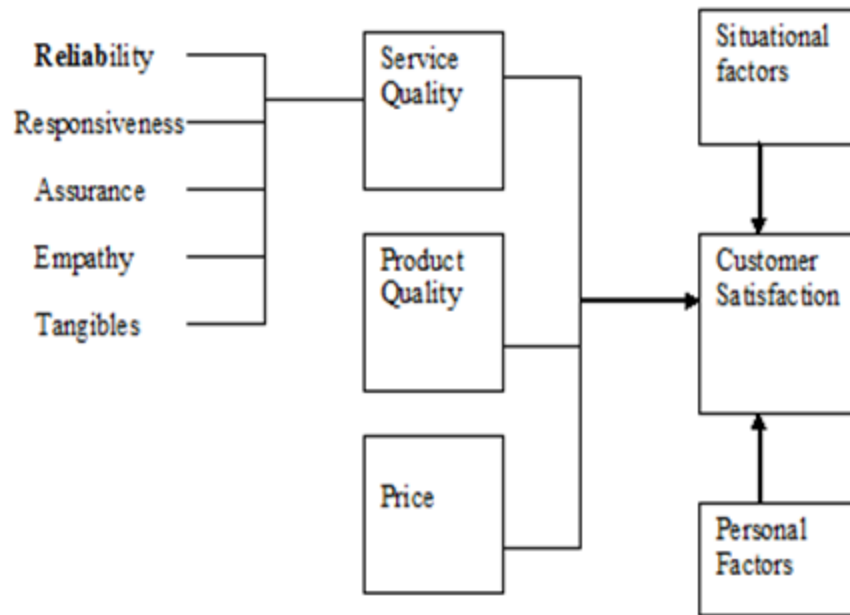 Reliability
Responsiveness
Assurance
Empathy
Tangibles
Service
Quality
Product
Quality
Price
Situational
factors
Customer
Satisfaction
Personal
Factors